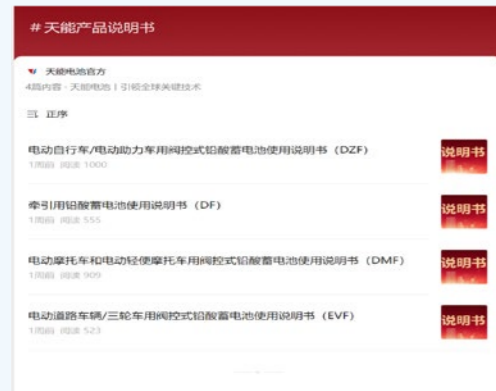 #天能产品说明书
天能电池官方
4篇内容 · 天能电池 | 引领全球关键技术
正序
电动自行车/电动助力车用阀控式铅酸蓄电池使用说明书（DZF）
1周前 阅读 1000
说明书
牵引用铅酸蓄电池使用说明书（DF）
1周前 阅读 555
说明书
电动摩托车和电动轻便摩托车用阀控式铅酸蓄电池使用说明书（DMF）
1周前 阅读 909
说明书
电动道路车辆/三轮车用阀控式铅酸蓄电池使用说明书（EVF）
1周前 阅读 523
说明书